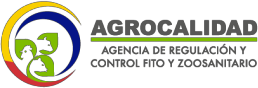 AGROCALIDAD
AGENCIA DE REGULACIÓN Y
CONTROL FITO Y ZOOSANITARIO